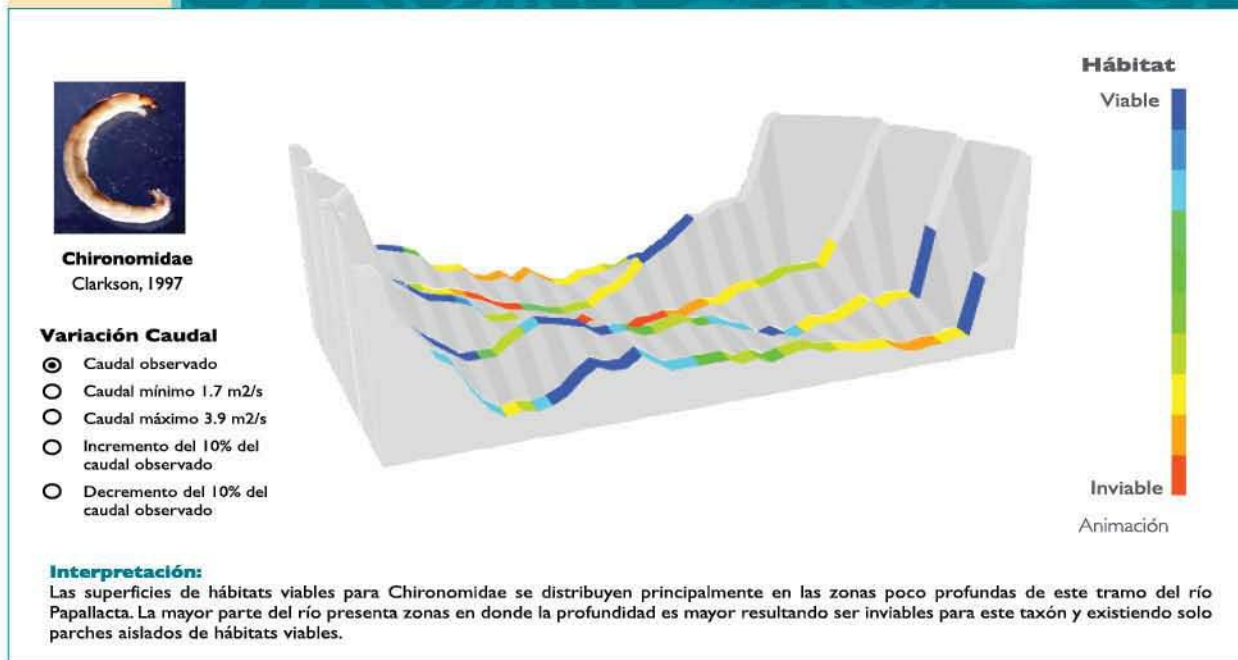 Hábitat
Viable
Chironomidae
Clarkson, 1997
Variación Caudal
Caudal observado
Caudal mínimo 1.7 m2/s
Caudal máximo 3.9 m2/s
Incremento del 10% del
caudal observado
Decremento del 10% del
caudal observado
Inviable
Animación
Interpretación:
Las superficies de hábitats viables para Chironomidae se distribuyen principalmente en las zonas poco profundas de este tramo del río
Papallacta. La mayor parte del río presenta zonas en donde la profundidad es mayor resultando ser inviables para este taxón y existiendo solo
parches aislados de hábitats viables.